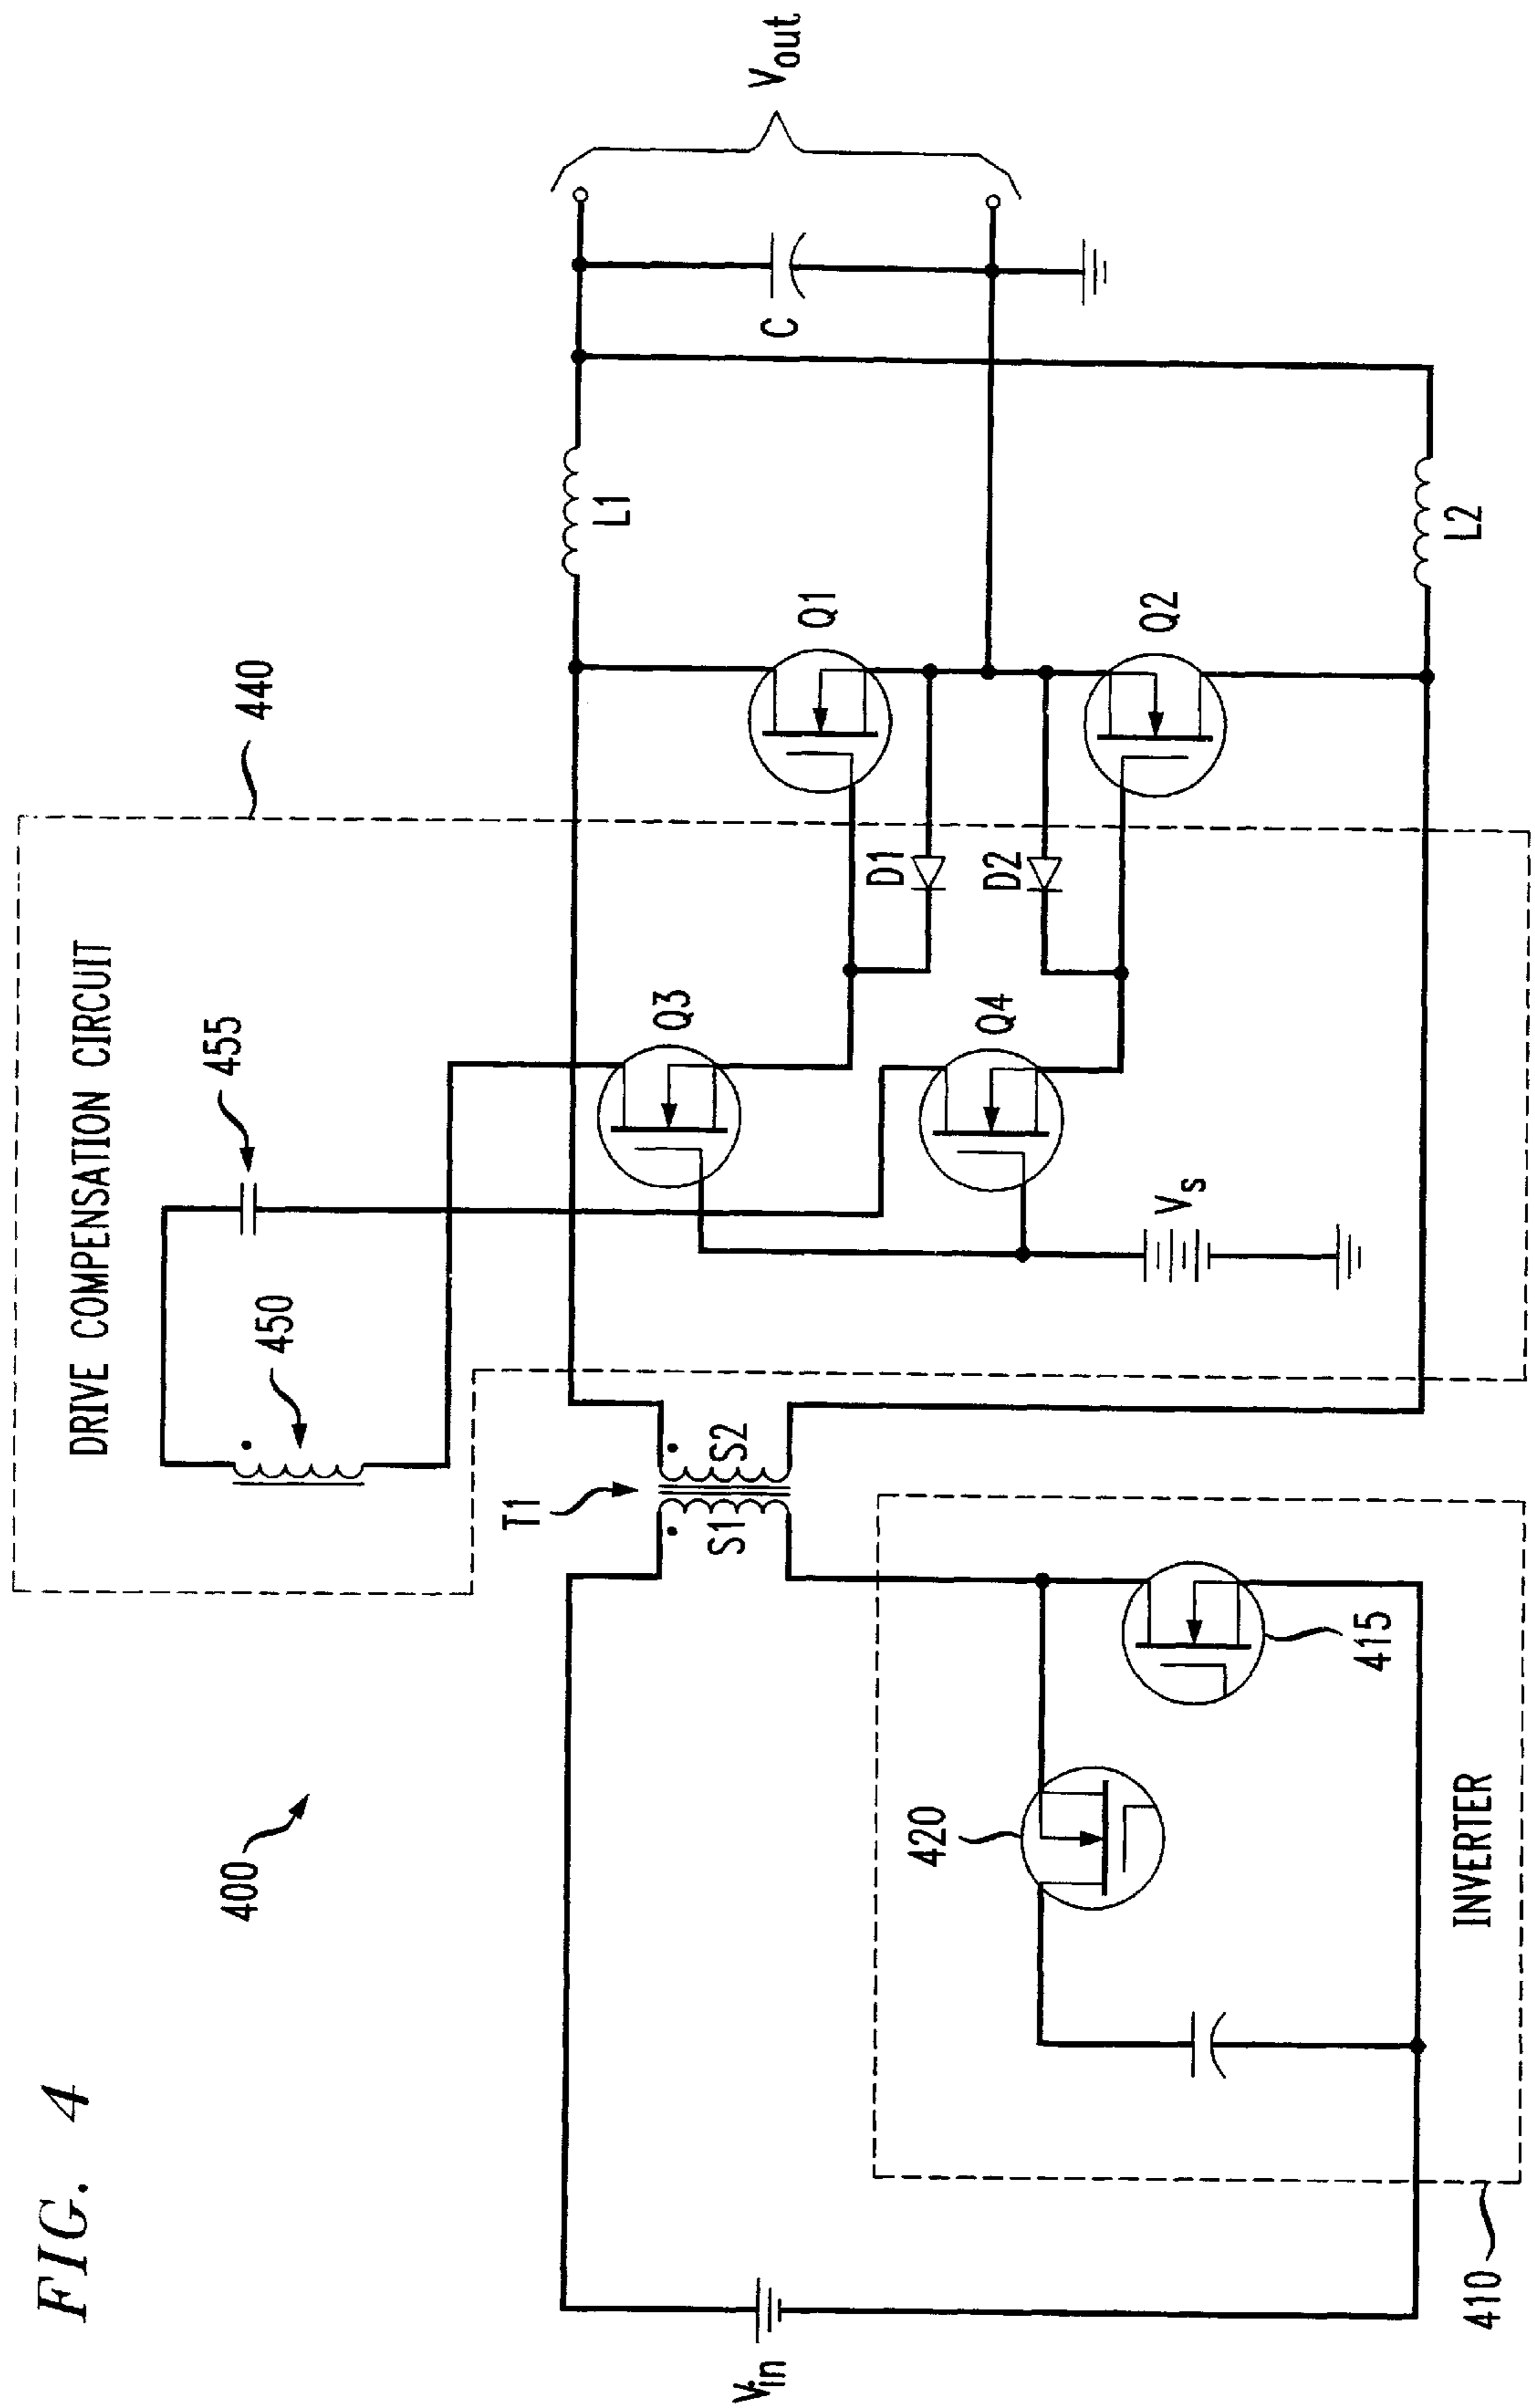 FIG. 4
400
DRIVE COMPENSATION CIRCUIT
440
450
455
T1
S1
S2
Q3
Q4
Vs
D1
D2
Q1
Q2
L1
L2
C
Vout
Vin
420
415
INVERTER
410